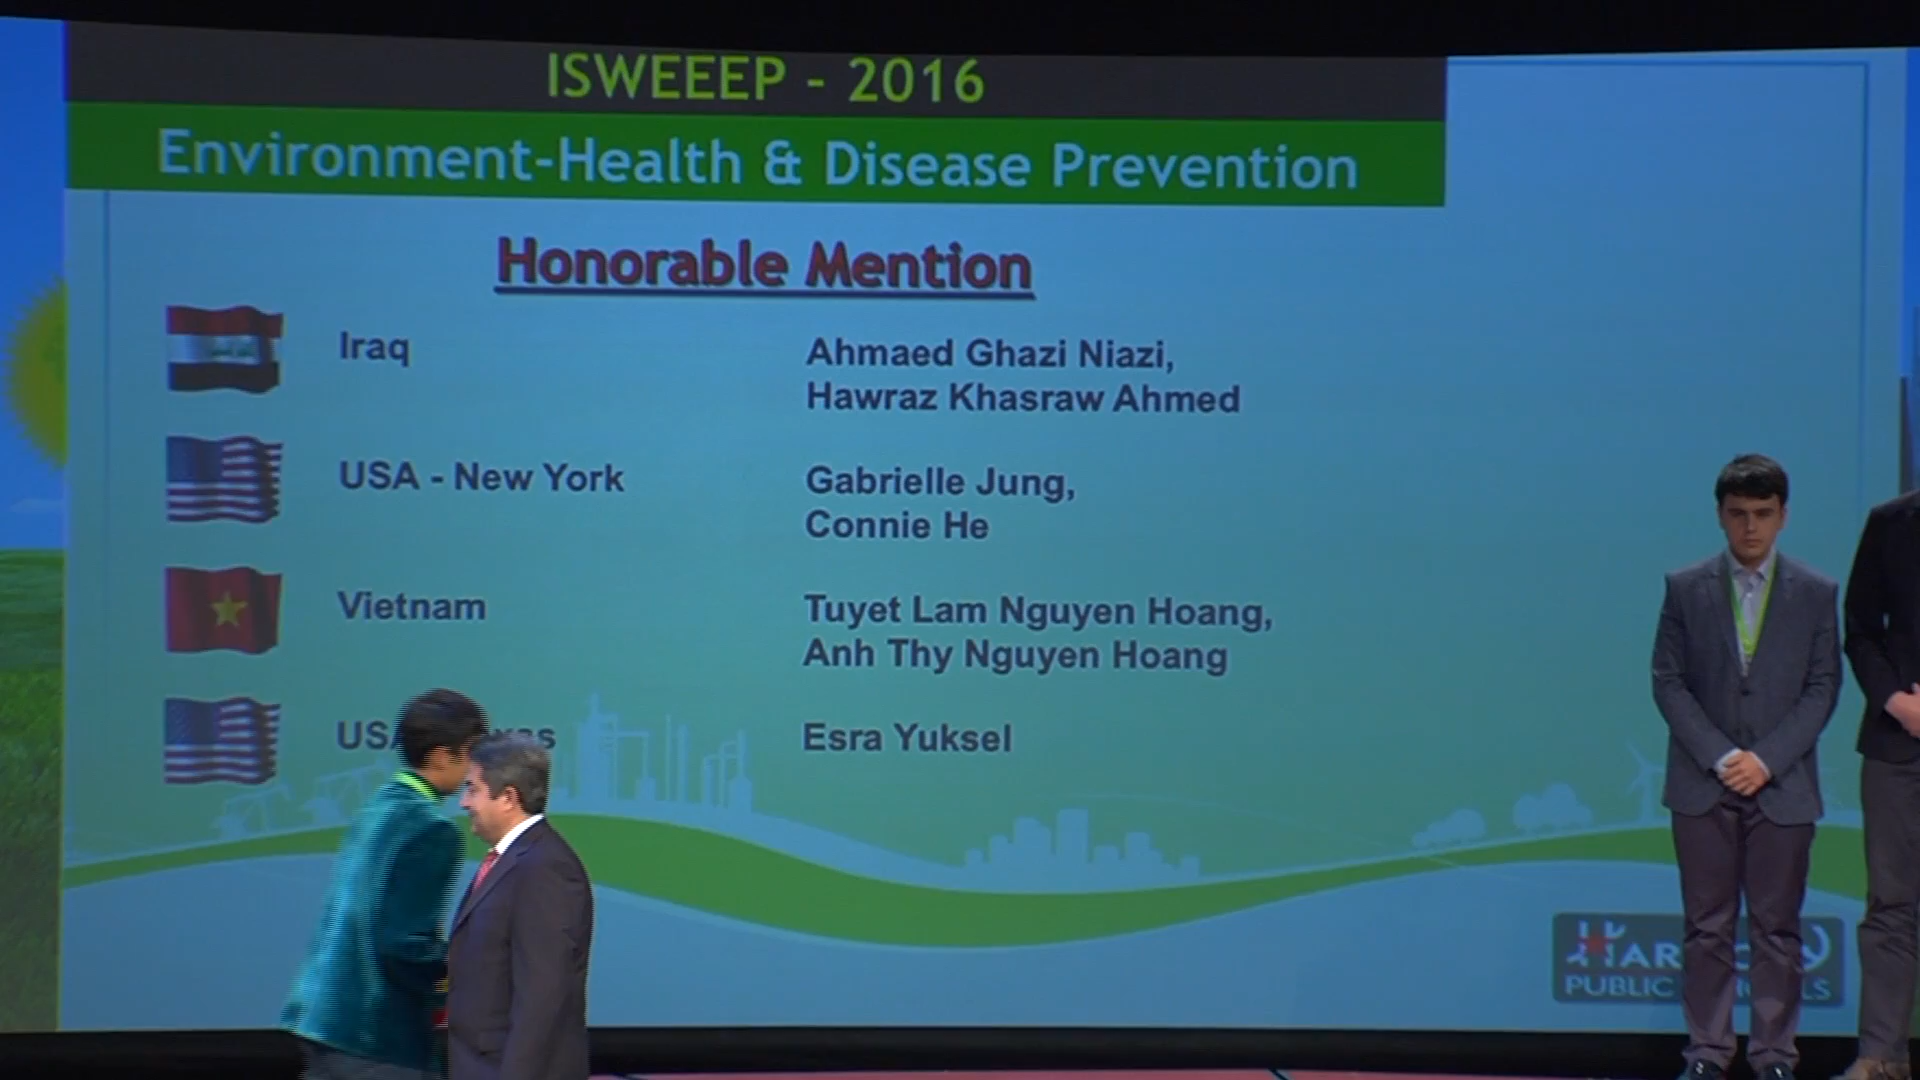 ISWEEEP - 2016
Environment-Health & Disease Prevention
Honorable Mention
Iraq
Ahmaed Ghazi Niazi,
Hawraz Khasraw Ahmed
USA - New York
Gabrielle Jung,
Connie He
Vietnam
Tuyet Lam Nguyen Hoang,
Anh Thy Nguyen Hoang
Esra Yuksel
PUBLIC